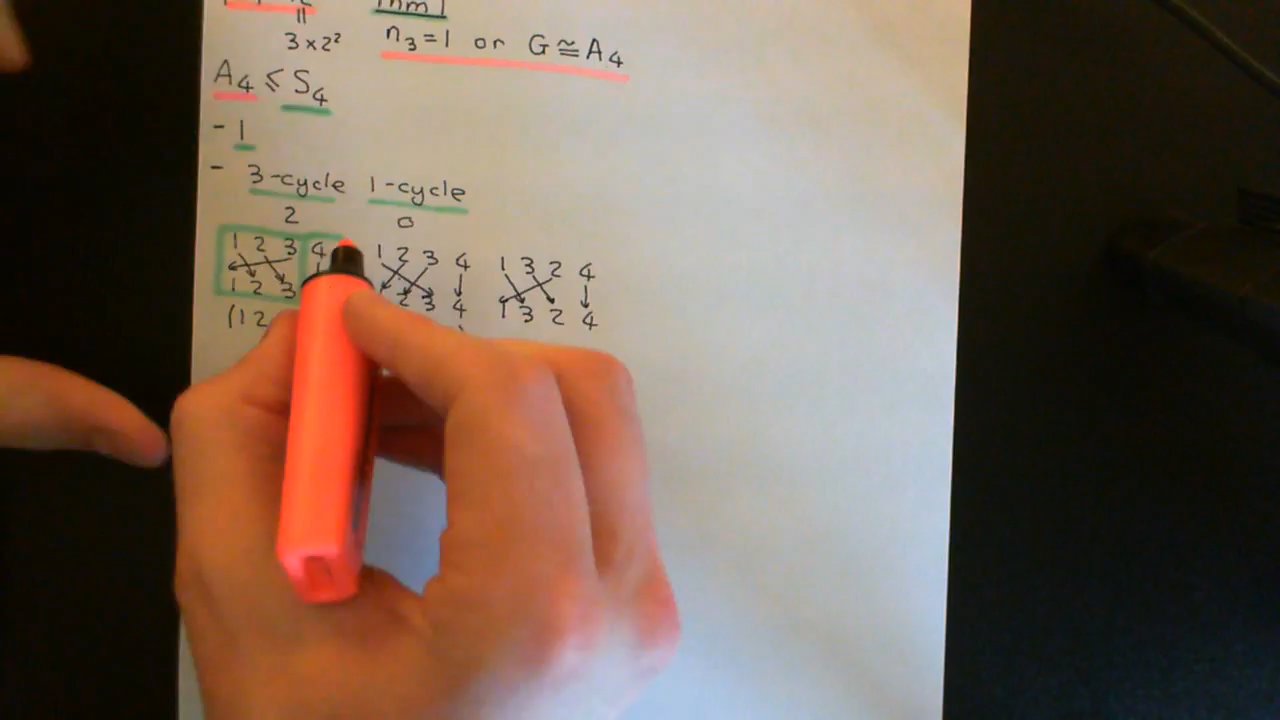 Thm 1
3 × 2²
n₃ = 1 or G ≅ A₄
A₄ ⩽ S₄
- 1
- 3-cycle 1-cycle
2 0
1 2 3 4 1 2 3 4 1 3 2 4
1 2 3 2 3 4 1 3 2 4
(1 2